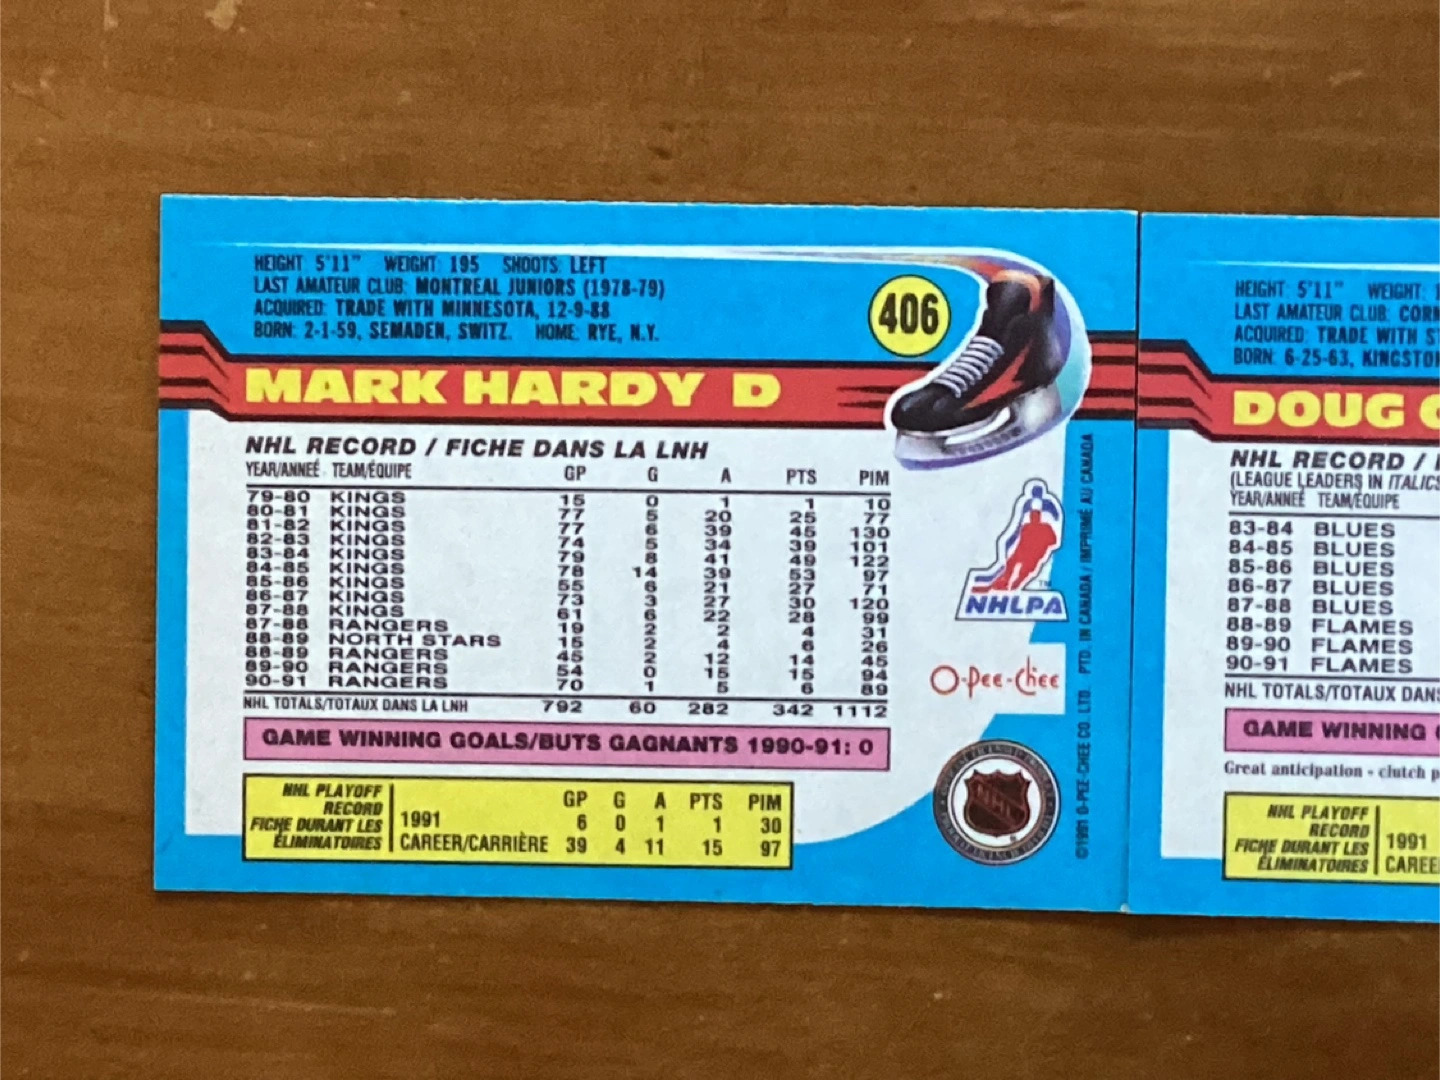 HEIGHT: 5'11" WEIGHT: 195 SHOOTS: LEFT
LAST AMATEUR CLUB: MONTREAL JUNIORS (1978-79)
ACQUIRED: TRADE WITH MINNESOTA, 12-9-88
BORN: 2-1-59, SEMADEN, SWITZ. HOME: RYE, N.Y.
406
MARK HARDY D
NHL RECORD / FICHE DANS LA LNH
YEAR/ANNEÉ TEAM/ÉQUIPE GP G A PTS PIM
79-80 KINGS 15 0 1 1 10
80-81 KINGS 77 5 20 25 77
81-82 KINGS 77 6 39 45 130
82-83 KINGS 74 5 34 39 101
83-84 KINGS 79 8 41 49 122
84-85 KINGS 78 14 39 53 97
85-86 KINGS 55 6 21 27 71
86-87 KINGS 73 3 27 30 120
87-88 KINGS 61 6 22 28 99
87-88 RANGERS 19 2 2 4 31
88-89 NORTH STARS 15 2 4 6 26
88-89 RANGERS 45 2 12 14 45
89-90 RANGERS 54 0 15 15 94
90-91 RANGERS 70 1 5 6 89
NHL TOTALS/TOTAUX DANS LA LNH 792 60 282 342 1112
GAME WINNING GOALS/BUTS GAGNANTS 1990-91: 0
NHL PLAYOFF
RECORD
FICHE DURANT LES
ÉLIMINATOIRES
GP G A PTS PIM
1991 6 0 1 1 30
CAREER/CARRIÈRE 39 4 11 15 97
NHLPA
TM
O-Pee-Chee
NHL
©1991 O-PEE-CHEE CO. LTD. PTD. IN CANADA / IMPRIMÉ AU CANADA
HEIGHT: 5'11" WEIGHT:
LAST AMATEUR CLUB:
ACQUIRED: TRADE WITH
BORN: 6-25-63,
DOUG
NHL RECORD /
(LEAGUE LEADERS IN
YEAR/ANNEÉ TEAM/ÉQUIPE
83-84 BLUES
84-85 BLUES
85-86 BLUES
86-87 BLUES
87-88 BLUES
88-89 FLAMES
89-90 FLAMES
90-91 FLAMES
NHL TOTALS/TOTAUX
GAME WINNING
Great anticipation - clutch
NHL PLAYOFF
RECORD
FICHE DURANT LES
ÉLIMINATOIRES
1991